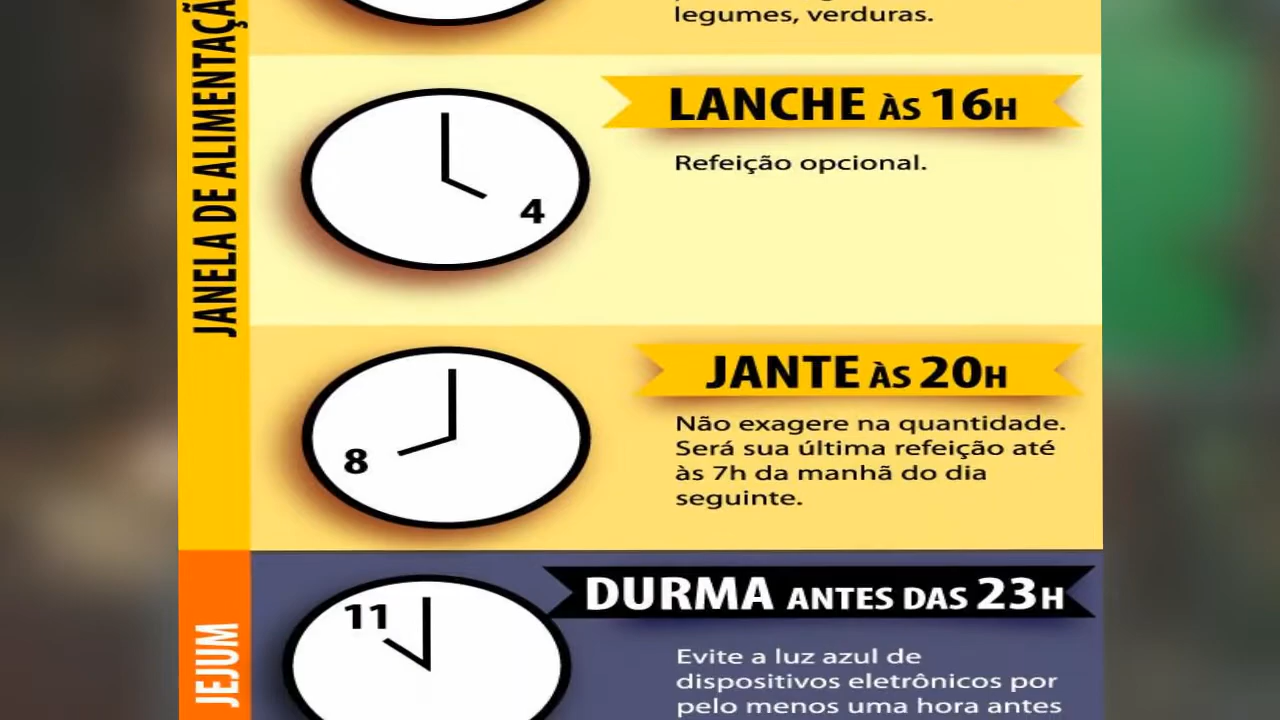 legumes, verduras.
JANELA DE ALIMENTAÇÃ
LANCHE ÀS 16H
Refeição opcional.
4
JANTE ÀS 20H
Não exagere na quantidade.
Será sua última refeição até
às 7h da manhã do dia
seguinte.
8
JEJUM
DURMA ANTES DAS 23H
11
Evite a luz azul de
dispositivos eletrônicos por
pelo menos uma hora antes